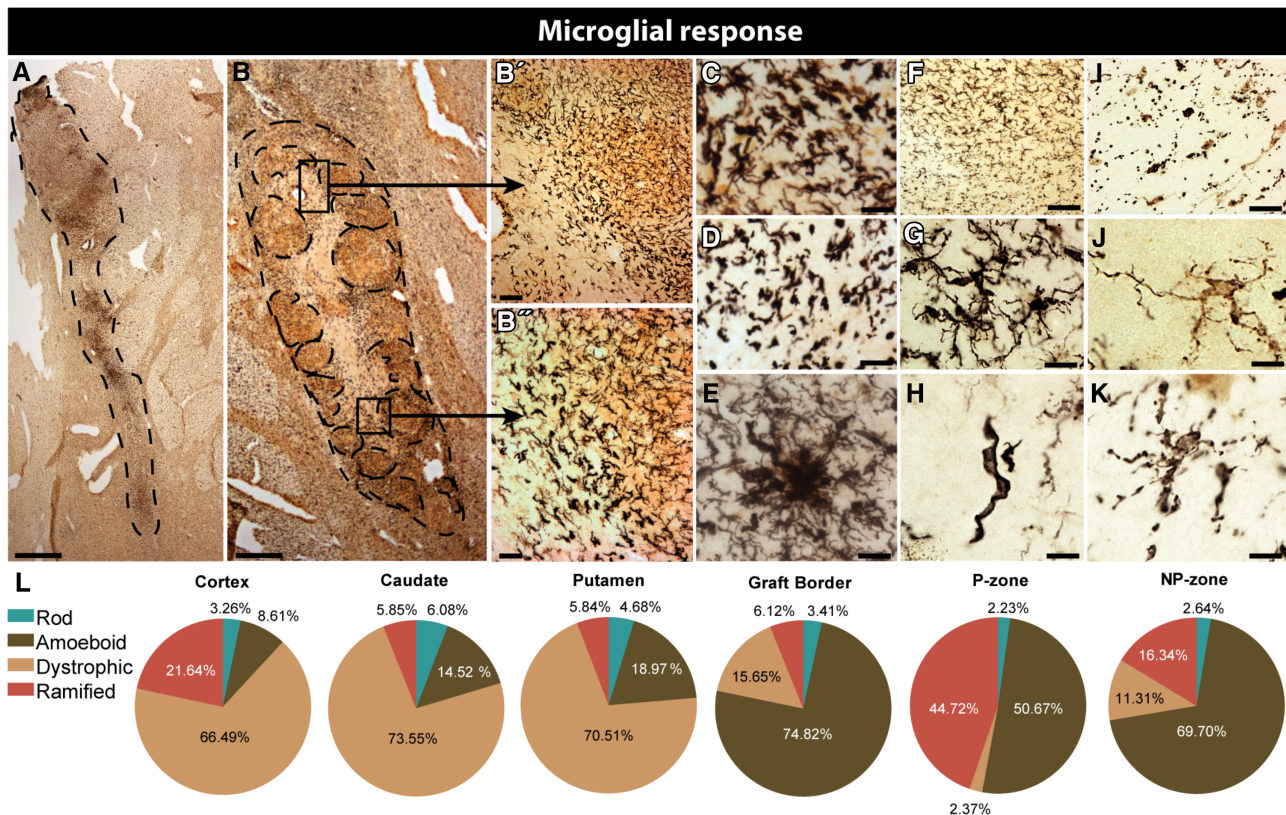 Microglial response
A
B
B´
C
F
I
D
G
J
B˝
E
H
K
L
Rod
Amoeboid
Dystrophic
Ramified
Cortex
3.26%
8.61%
21.64%
66.49%
Caudate
5.85%
6.08%
14.52 %
73.55%
Putamen
5.84%
4.68%
18.97 %
70.51%
Graft Border
6.12%
3.41%
15.65%
74.82%
P-zone
2.23%
44.72%
50.67%
2.37%
NP-zone
2.64%
16.34%
11.31%
69.70%